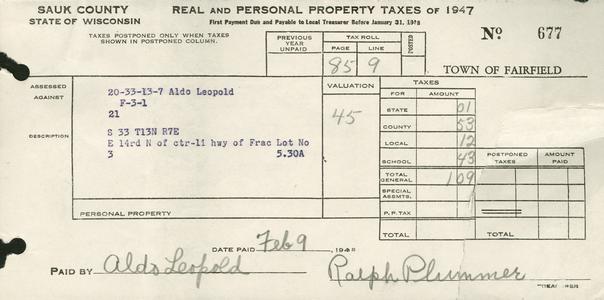 SAUK COUNTY
STATE OF WISCONSIN
REAL AND PERSONAL PROPERTY TAXES OF 1947
First Payment Due and Payable to Local Treasurer Before January 31, 1948
TAXES POSTPONED ONLY WHEN TAXES
SHOWN IN POSTPONED COLUMN.
PREVIOUS
YEAR
UNPAID
TAX ROLL
PAGE LINE
85 9
POSTED
No 677
TOWN OF FAIRFIELD
ASSESSED
AGAINST
20-33-13-7 Aldo Leopold
F-3-1
21
DESCRIPTION
S 33 T13N R7E
E 14rd N of ctr-li hwy of Frac Lot No
3 5.30A
PERSONAL PROPERTY
VALUATION
45
TAXES
FOR AMOUNT
STATE 01
COUNTY 53
LOCAL 12
SCHOOL 43
TOTAL
GENERAL 1 09
SPECIAL
ASSMTS.
P.P. TAX
TOTAL
POSTPONED
TAXES
AMOUNT
PAID
TOTAL
DATE PAID Feb 9, 194
PAID BY Aldo Leopold
Ralph Plummer